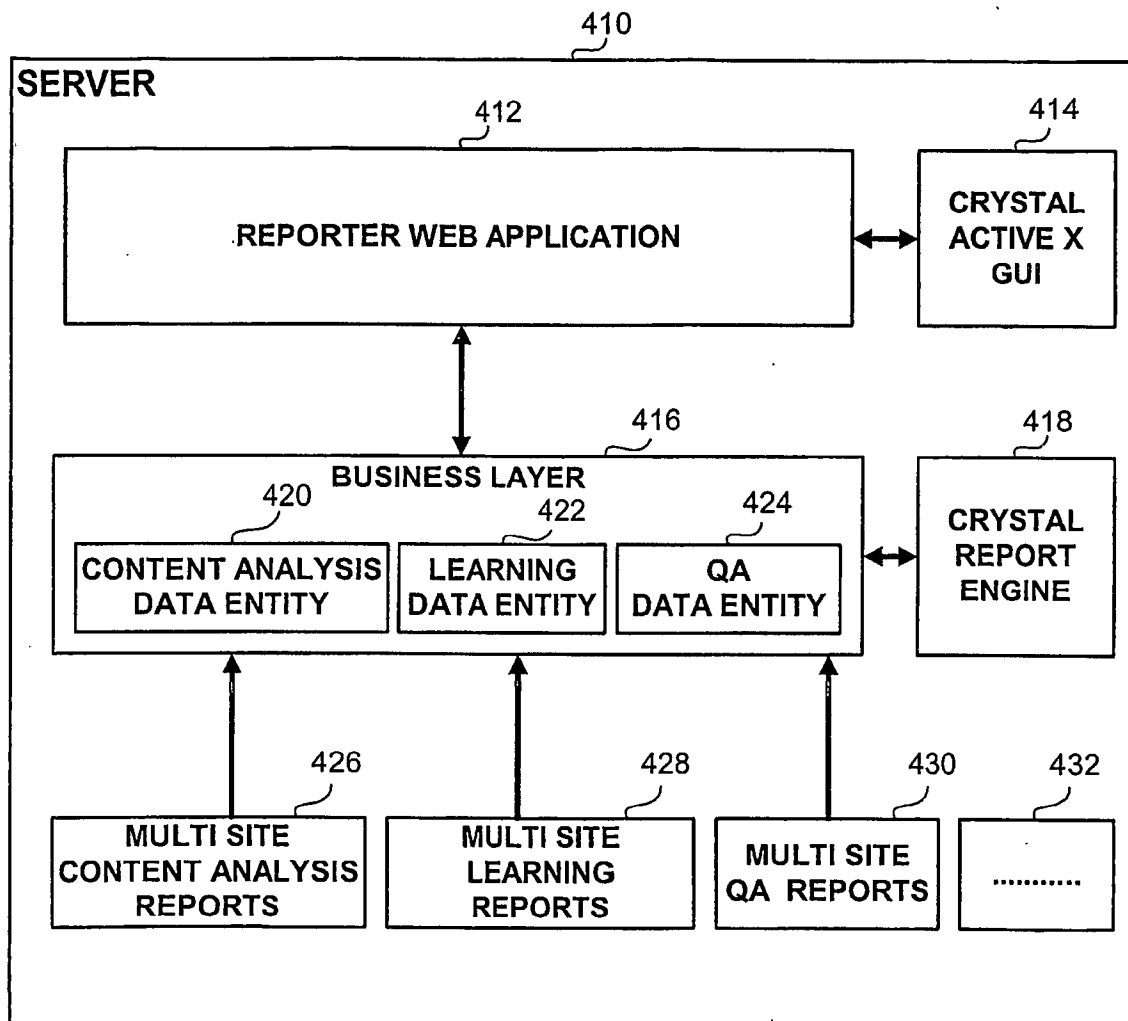 410
SERVER
412
414
REPORTER WEB APPLICATION
CRYSTAL
ACTIVE X
GUI
416
418
BUSINESS LAYER
420
422
424
CONTENT ANALYSIS
DATA ENTITY
LEARNING
DATA ENTITY
QA
DATA ENTITY
CRYSTAL
REPORT
ENGINE
426
428
430
432
MULTI SITE
CONTENT ANALYSIS
REPORTS
MULTI SITE
LEARNING
REPORTS
MULTI SITE
QA REPORTS
..........